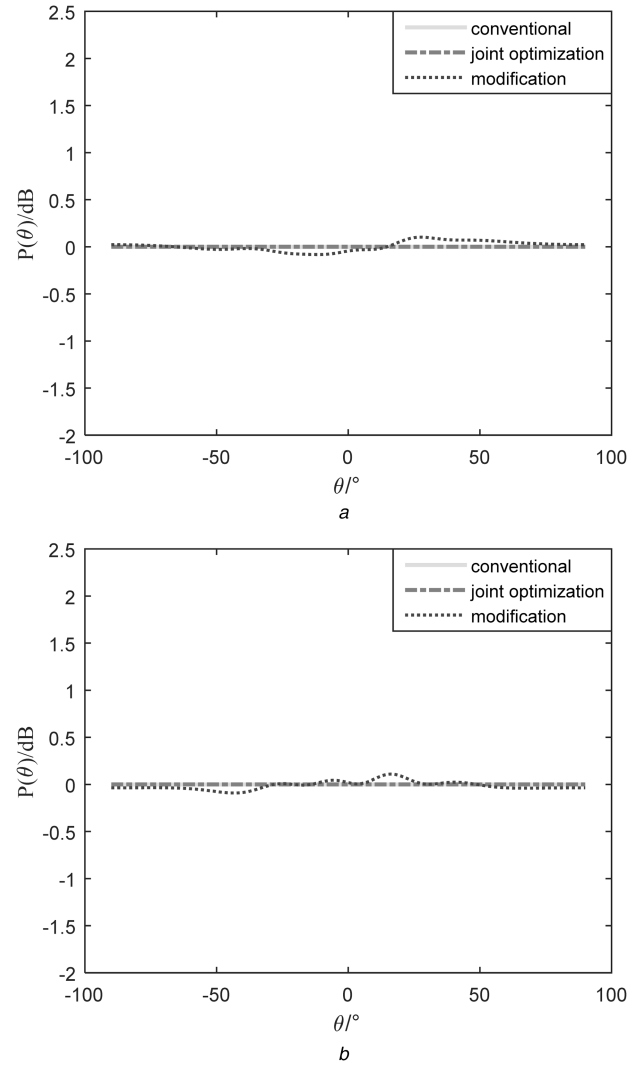 2.5
2
1.5
1
0.5
0
-0.5
-1
-1.5
-2
P(θ)/dB
-100
-50
0
50
100
θ/°
conventional
joint optimization
modification
a
2.5
2
1.5
1
0.5
0
-0.5
-1
-1.5
-2
P(θ)/dB
-100
-50
0
50
100
θ/°
conventional
joint optimization
modification
b